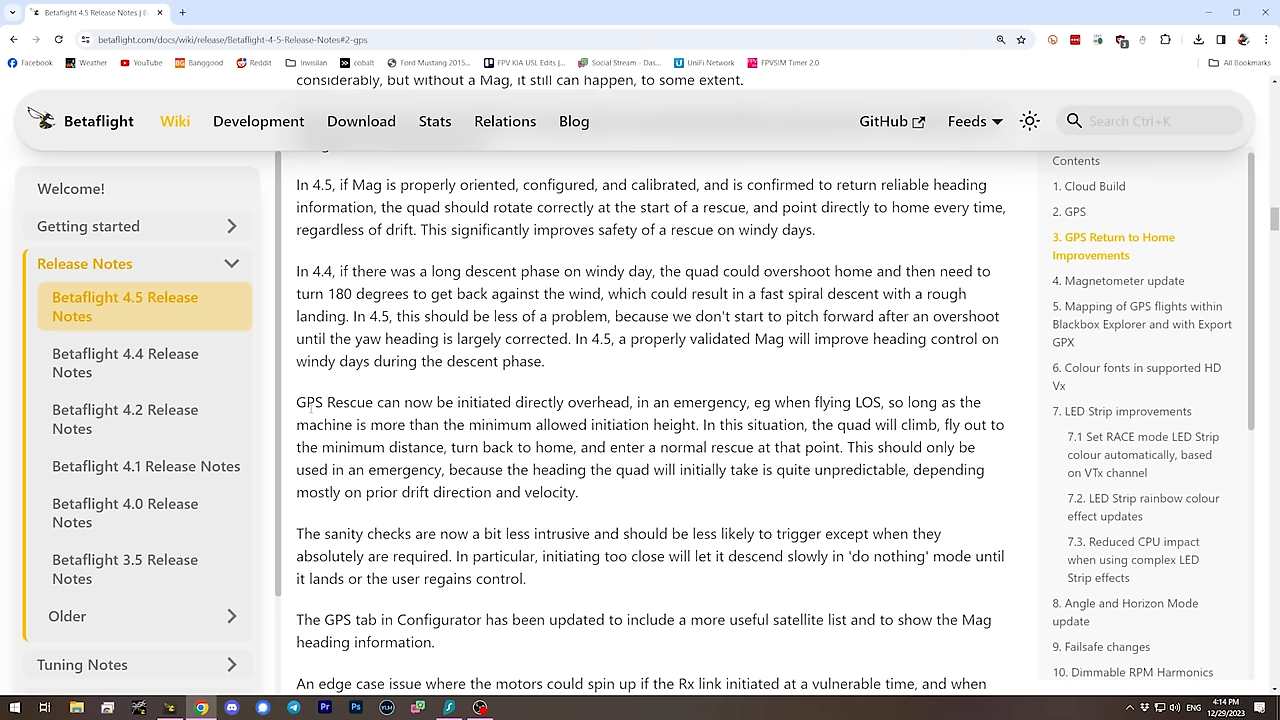 Betaflight 4.5 Release Notes | B
betaflight.com/docs/wiki/release/Betaflight-4-5-Release-Notes#2-gps
Facebook
Weather
YouTube
Banggood
Reddit
Invisilan
cobalt
Ford Mustang 2015...
FPV KIA USL Edits |...
Social Stream - Das...
UniFi Network
FPVSIM Timer 2.0
All Bookmarks
considerably, but without a Mag, it still can happen, to some extent.
Betaflight
Wiki
Development
Download
Stats
Relations
Blog
GitHub
Feeds
Search Ctrl+K
Welcome!
Getting started
Release Notes
Betaflight 4.5 Release
Notes
Betaflight 4.4 Release
Notes
Betaflight 4.2 Release
Notes
Betaflight 4.1 Release Notes
Betaflight 4.0 Release
Notes
Betaflight 3.5 Release
Notes
Older
Tuning Notes
In 4.5, if Mag is properly oriented, configured, and calibrated, and is confirmed to return reliable heading
information, the quad should rotate correctly at the start of a rescue, and point directly to home every time,
regardless of drift. This significantly improves safety of a rescue on windy days.
In 4.4, if there was a long descent phase on windy day, the quad could overshoot home and then need to
turn 180 degrees to get back against the wind, which could result in a fast spiral descent with a rough
landing. In 4.5, this should be less of a problem, because we don't start to pitch forward after an overshoot
until the yaw heading is largely corrected. In 4.5, a properly validated Mag will improve heading control on
windy days during the descent phase.
GPS Rescue can now be initiated directly overhead, in an emergency, eg when flying LOS, so long as the
machine is more than the minimum allowed initiation height. In this situation, the quad will climb, fly out to
the minimum distance, turn back to home, and enter a normal rescue at that point. This should only be
used in an emergency, because the heading the quad will initially take is quite unpredictable, depending
mostly on prior drift direction and velocity.
The sanity checks are now a bit less intrusive and should be less likely to trigger except when they
absolutely are required. In particular, initiating too close will let it descend slowly in 'do nothing' mode until
it lands or the user regains control.
The GPS tab in Configurator has been updated to include a more useful satellite list and to show the Mag
heading information.
An edge case issue where the motors could spin up if the Rx link initiated at a vulnerable time, and when
Contents
1. Cloud Build
2. GPS
3. GPS Return to Home
Improvements
4. Magnetometer update
5. Mapping of GPS flights within
Blackbox Explorer and with Export
GPX
6. Colour fonts in supported HD
Vx
7. LED Strip improvements
7.1 Set RACE mode LED Strip
colour automatically, based
on VTx channel
7.2. LED Strip rainbow colour
effect updates
7.3. Reduced CPU impact
when using complex LED
Strip effects
8. Angle and Horizon Mode
update
9. Failsafe changes
10. Dimmable RPM Harmonics
ENG
4:14 PM
12/29/2023